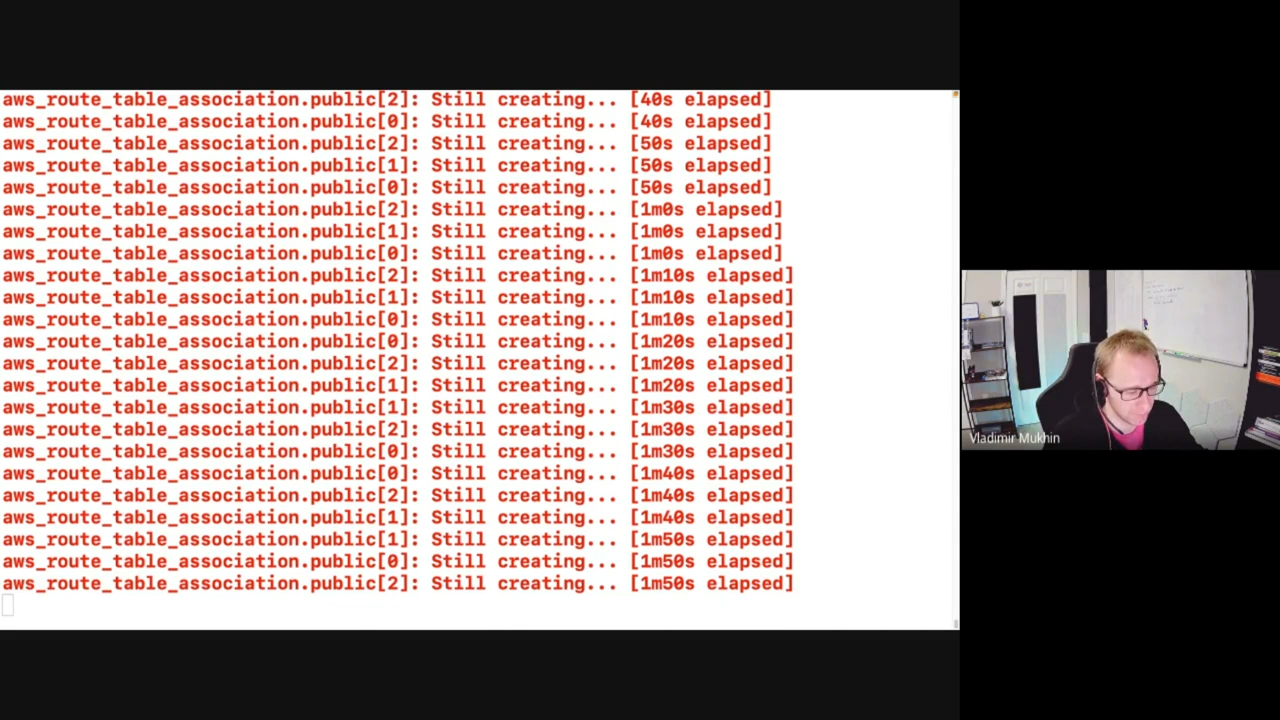 aws_route_table_association.public[2]: Still creating... [40s elapsed]
aws_route_table_association.public[0]: Still creating... [40s elapsed]
aws_route_table_association.public[2]: Still creating... [50s elapsed]
aws_route_table_association.public[1]: Still creating... [50s elapsed]
aws_route_table_association.public[0]: Still creating... [50s elapsed]
aws_route_table_association.public[2]: Still creating... [1m0s elapsed]
aws_route_table_association.public[1]: Still creating... [1m0s elapsed]
aws_route_table_association.public[0]: Still creating... [1m0s elapsed]
aws_route_table_association.public[2]: Still creating... [1m10s elapsed]
aws_route_table_association.public[1]: Still creating... [1m10s elapsed]
aws_route_table_association.public[0]: Still creating... [1m10s elapsed]
aws_route_table_association.public[0]: Still creating... [1m20s elapsed]
aws_route_table_association.public[2]: Still creating... [1m20s elapsed]
aws_route_table_association.public[1]: Still creating... [1m20s elapsed]
aws_route_table_association.public[1]: Still creating... [1m30s elapsed]
aws_route_table_association.public[2]: Still creating... [1m30s elapsed]
aws_route_table_association.public[0]: Still creating... [1m30s elapsed]
aws_route_table_association.public[0]: Still creating... [1m40s elapsed]
aws_route_table_association.public[2]: Still creating... [1m40s elapsed]
aws_route_table_association.public[1]: Still creating... [1m40s elapsed]
aws_route_table_association.public[1]: Still creating... [1m50s elapsed]
aws_route_table_association.public[0]: Still creating... [1m50s elapsed]
aws_route_table_association.public[2]: Still creating... [1m50s elapsed]
Vladimir Mukhin